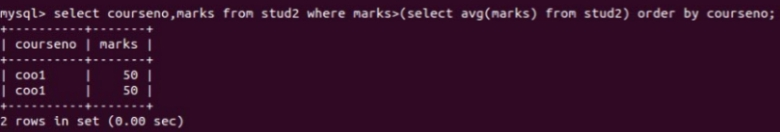 mysql> select courseno,marks from stud2 where marks>(select avg(marks) from stud2) order by courseno;
+----------+-------+
| courseno | marks |
+----------+-------+
| coo1     |    50 |
| coo1     |    50 |
+----------+-------+
2 rows in set (0.00 sec)